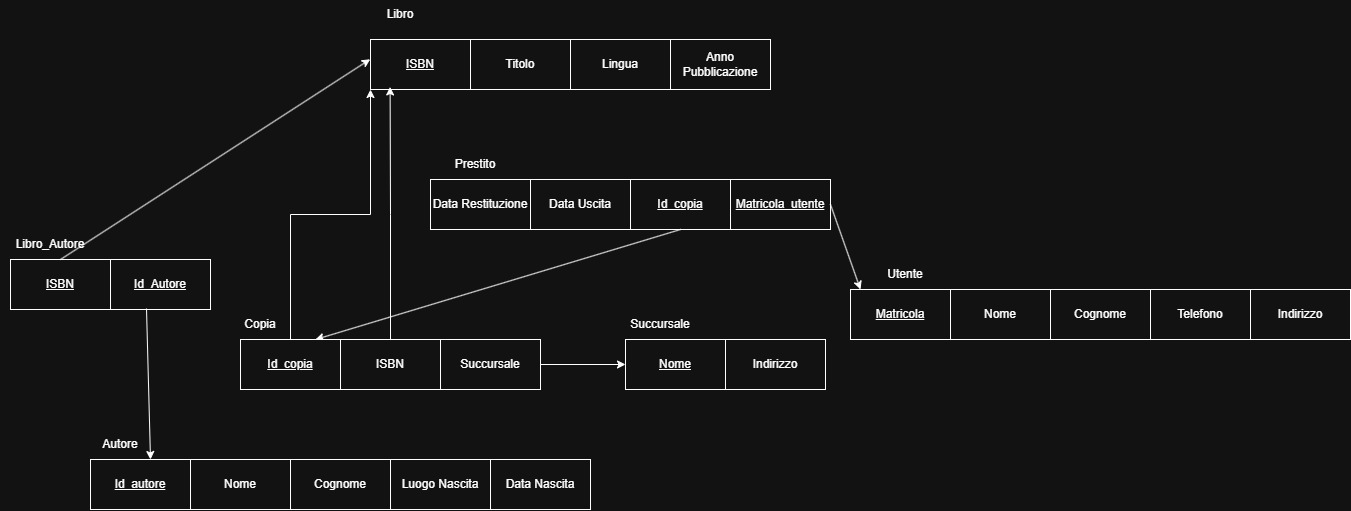 Libro
ISBN
Titolo
Lingua
Anno
Pubblicazione
Prestito
Data Restituzione
Data Uscita
Id_copia
Matricola_utente
Libro_Autore
ISBN
Id_Autore
Utente
Matricola
Nome
Cognome
Telefono
Indirizzo
Copia
Id_copia
ISBN
Succursale
Succursale
Nome
Indirizzo
Autore
Id_autore
Nome
Cognome
Luogo Nascita
Data Nascita